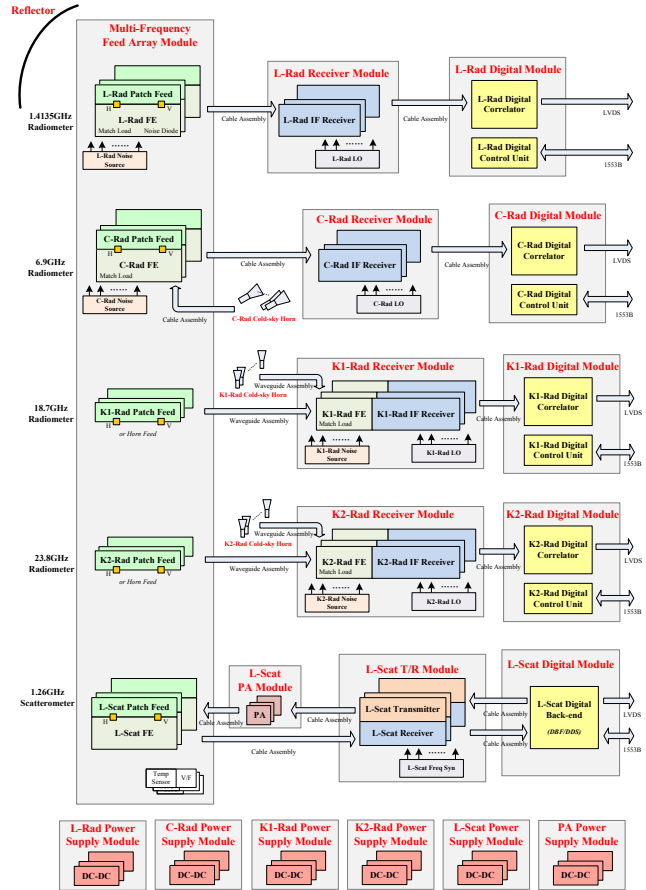 Reflector
Multi-Frequency
Feed Array Module
1.4135GHz
Radiometer
L-Rad Patch Feed
H
V
L-Rad FE
Match Load
Noise Diode
L-Rad Noise
Source
Cable Assembly
L-Rad Receiver Module
L-Rad IF Receiver
L-Rad LO
Cable Assembly
L-Rad Digital Module
L-Rad Digital
Correlator
L-Rad Digital
Control Unit
LVDS
1553B
6.9GHz
Radiometer
C-Rad Patch Feed
H
V
C-Rad FE
Match Load
C-Rad Noise
Source
Cable Assembly
Cable Assembly
C-Rad Cold-sky Horn
C-Rad Receiver Module
C-Rad IF Receiver
C-Rad LO
Cable Assembly
C-Rad Digital Module
C-Rad Digital
Correlator
C-Rad Digital
Control Unit
LVDS
1553B
18.7GHz
Radiometer
K1-Rad Patch Feed
H
V
or Horn Feed
Waveguide Assembly
K1-Rad Cold-sky Horn
Waveguide Assembly
K1-Rad Receiver Module
K1-Rad FE
Match Load
K1-Rad IF Receiver
K1-Rad Noise
Source
K1-Rad LO
Cable Assembly
K1-Rad Digital Module
K1-Rad Digital
Correlator
K1-Rad Digital
Control Unit
LVDS
1553B
23.8GHz
Radiometer
K2-Rad Patch Feed
H
V
or Horn Feed
Waveguide Assembly
K2-Rad Cold-sky Horn
Waveguide Assembly
K2-Rad Receiver Module
K2-Rad FE
Match Load
K2-Rad IF Receiver
K2-Rad Noise
Source
K2-Rad LO
Cable Assembly
K2-Rad Digital Module
K2-Rad Digital
Correlator
K2-Rad Digital
Control Unit
LVDS
1553B
1.26GHz
Scatterometer
L-Scat Patch Feed
H
V
L-Scat FE
Cable Assembly
L-Scat
PA Module
PA
Cable Assembly
Cable Assembly
L-Scat T/R Module
L-Scat Transmitter
L-Scat Receiver
L-Scat Freq Syn
Cable Assembly
L-Scat Digital Module
L-Scat Digital
Back-end
(DBF/DDS)
LVDS
1553B
Temp
Sensor
V/F
L-Rad Power
Supply Module
DC-DC
C-Rad Power
Supply Module
DC-DC
K1-Rad Power
Supply Module
DC-DC
K2-Rad Power
Supply Module
DC-DC
L-Scat Power
Supply Module
DC-DC
PA Power
Supply Module
DC-DC